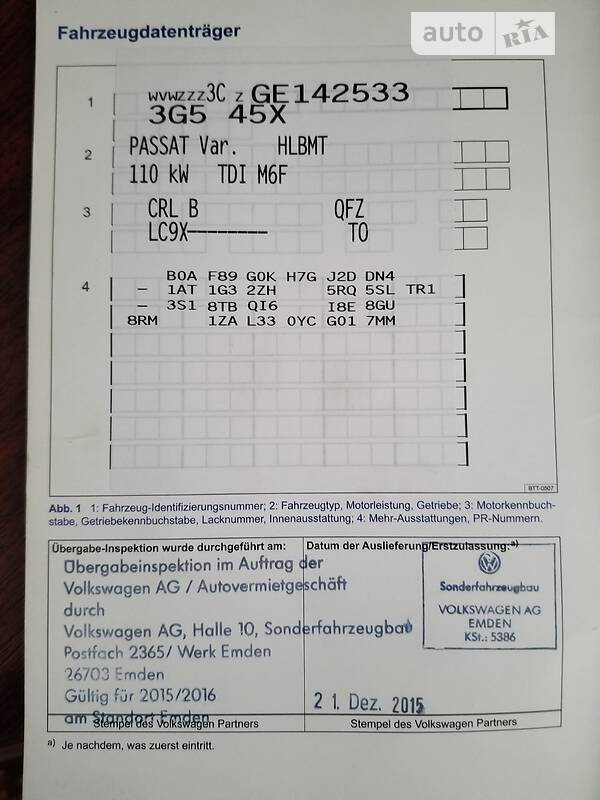 auto RIA
Fahrzeugdatenträger
1 WVWZZZ3C Z GE142533
3G5 45X
2 PASSAT Var. HLBMT
110 kW TDI M6F
3 CRL B QFZ
LC9X-------- TO
4 B0A F89 G0K H7G J2D DN4
– 1AT 1G3 2ZH 5RQ 5SL TR1
– 3S1 8TB QI6 I8E 8GU
8RM 1ZA L33 0YC G01 7MM
BTT-0507
Abb. 1 1: Fahrzeug-Identifizierungsnummer; 2: Fahrzeugtyp, Motorleistung, Getriebe; 3: Motorkennbuch-
stabe, Getriebekennbuchstabe, Lacknummer, Innenausstattung; 4: Mehr-Ausstattungen, PR-Nummern.
Übergabe-Inspektion wurde durchgeführt am:
Übergabeinspektion im Auftrag der
Volkswagen AG / Autovermietgeschäft
durch
Volkswagen AG, Halle 10, Sonderfahrzeugbau
Postfach 2365/ Werk Emden
26703 Emden
Gültig für 2015/2016
am Standort Emden
Stempel des Volkswagen Partners
Datum der Auslieferung/Erstzulassung:a)
Sonderfahrzeugbau
VOLKSWAGEN AG
EMDEN
KSt.: 5386
21. Dez. 2015
Stempel des Volkswagen Partners
a) Je nachdem, was zuerst eintritt.